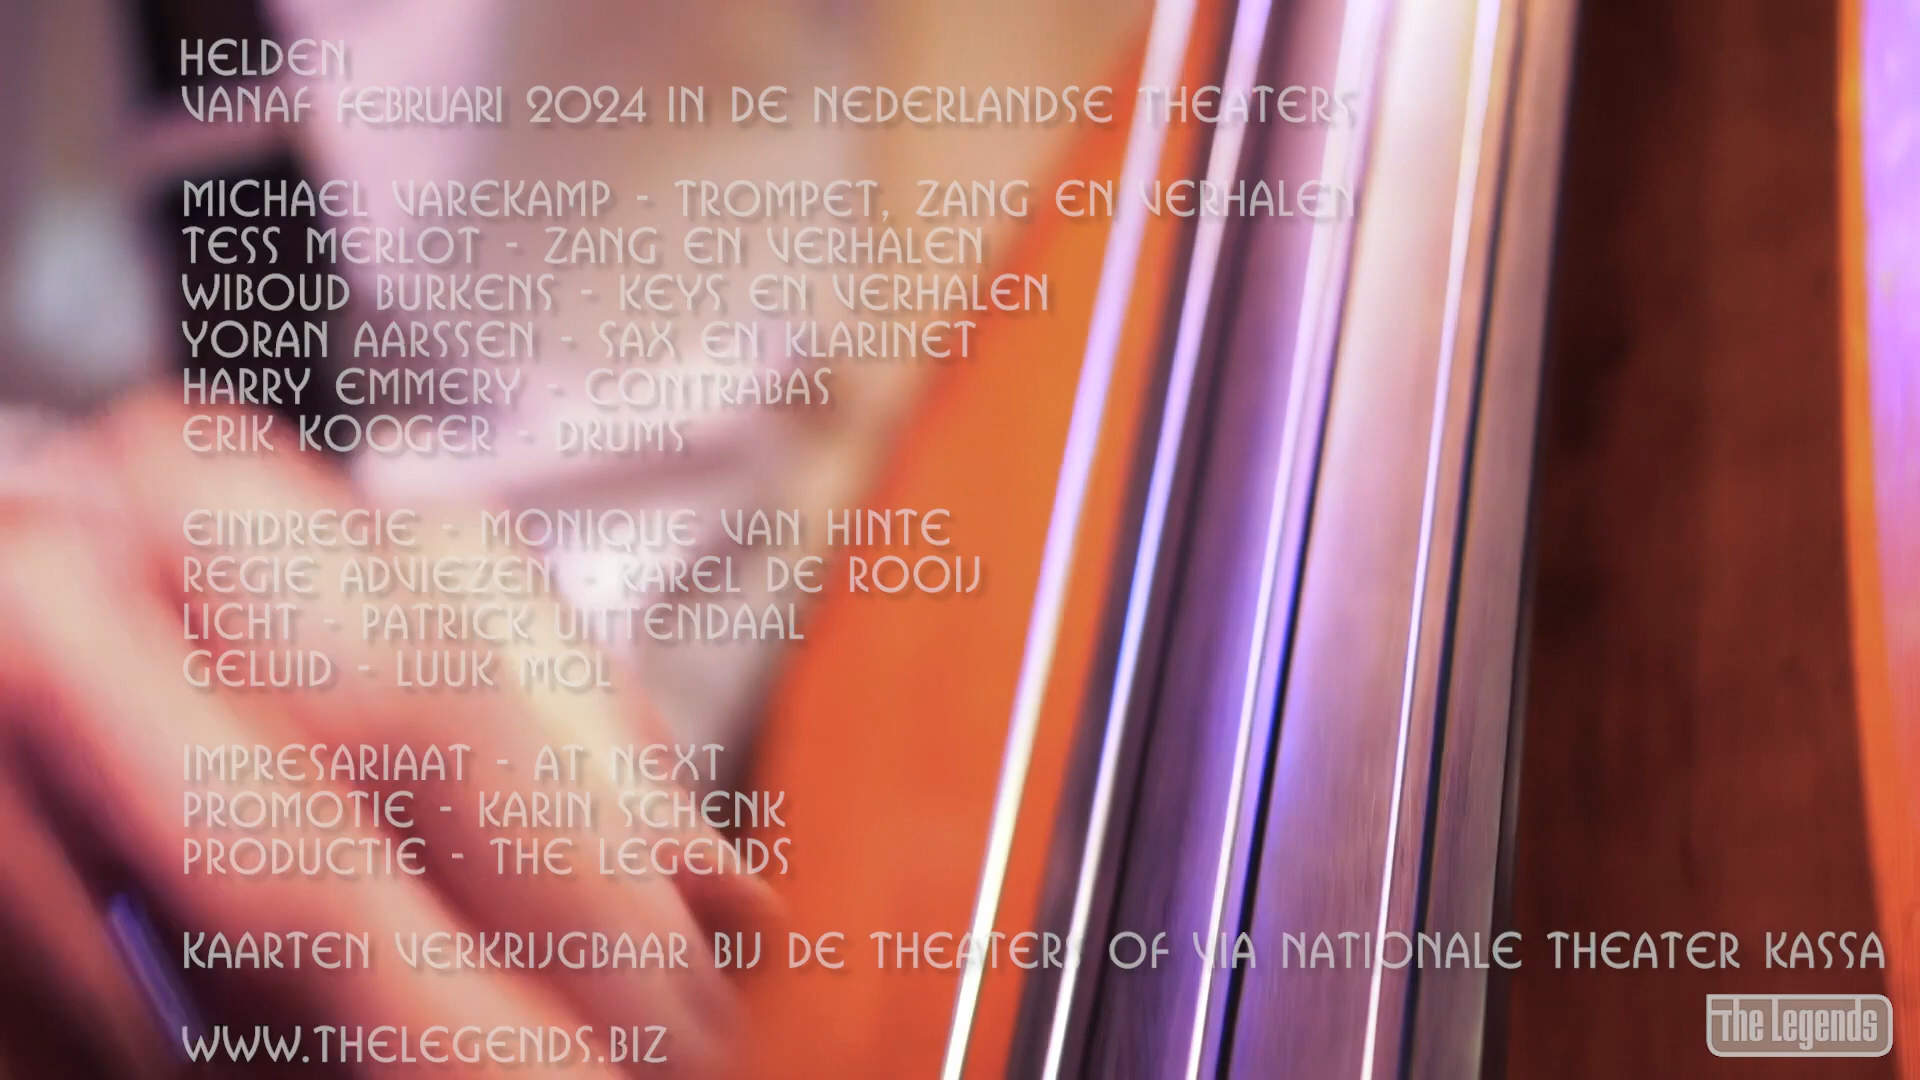 HELDEN
VANAF FEBRUARI 2024 IN DE NEDERLANDSE THEATERS
MICHAEL VAREKAMP - TROMPET, ZANG EN VERHALEN
TESS MERLOT - ZANG EN VERHALEN
WIBOUD BURKENS - KEYS EN VERHALEN
YORAN AARSSEN - SAX EN KLARINET
HARRY EMMERY - CONTRABAS
ERIK KOOGER - DRUMS
EINDREGIE - MONIQUE VAN HINTE
REGIE ADVIEZEN - KAREL DE ROOIJ
LICHT - PATRICK UITTENDAAL
GELUID - LUUK MOL
IMPRESARIAAT - AT NEXT
PROMOTIE - KARIN SCHENK
PRODUCTIE - THE LEGENDS
KAARTEN VERKRIJGBAAR BIJ DE THEATERS OF VIA NATIONALE THEATER KASSA
WWW.THELEGENDS.BIZ
The Legends